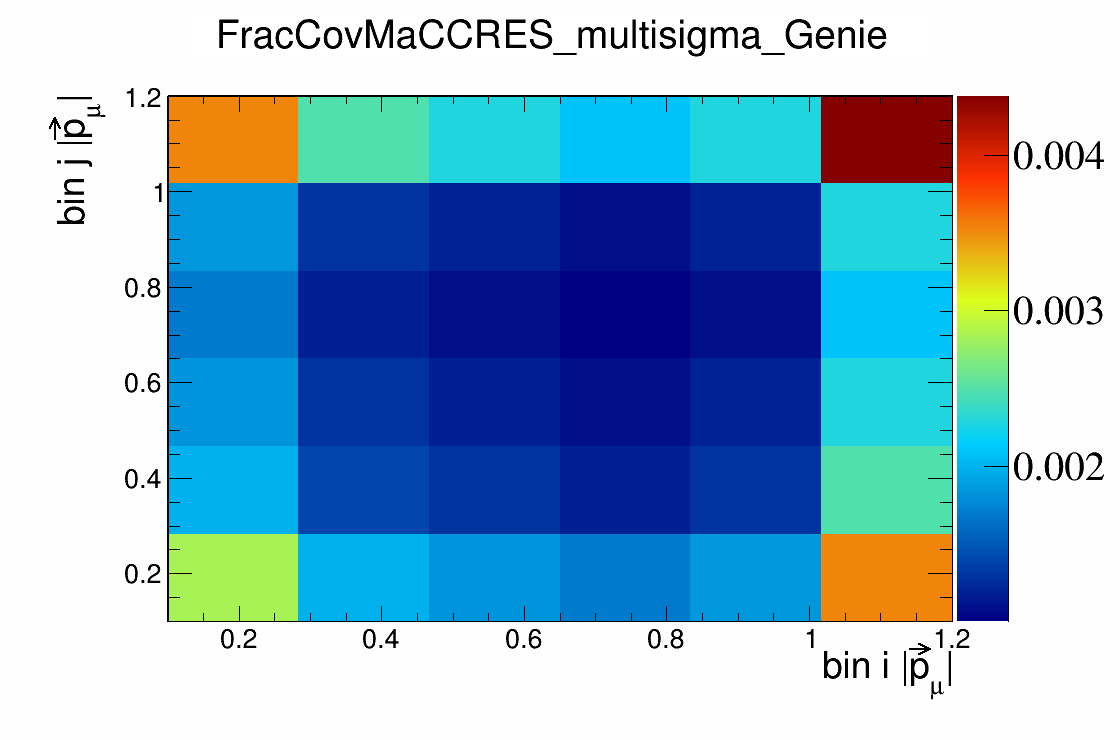 FracCovMaCCRES_multisigma_Genie
bin j |p⃗μ|
1.2
1
0.8
0.6
0.4
0.2
0.2 0.4 0.6 0.8 1 1.2
bin i |p⃗μ|
0.004
0.003
0.002